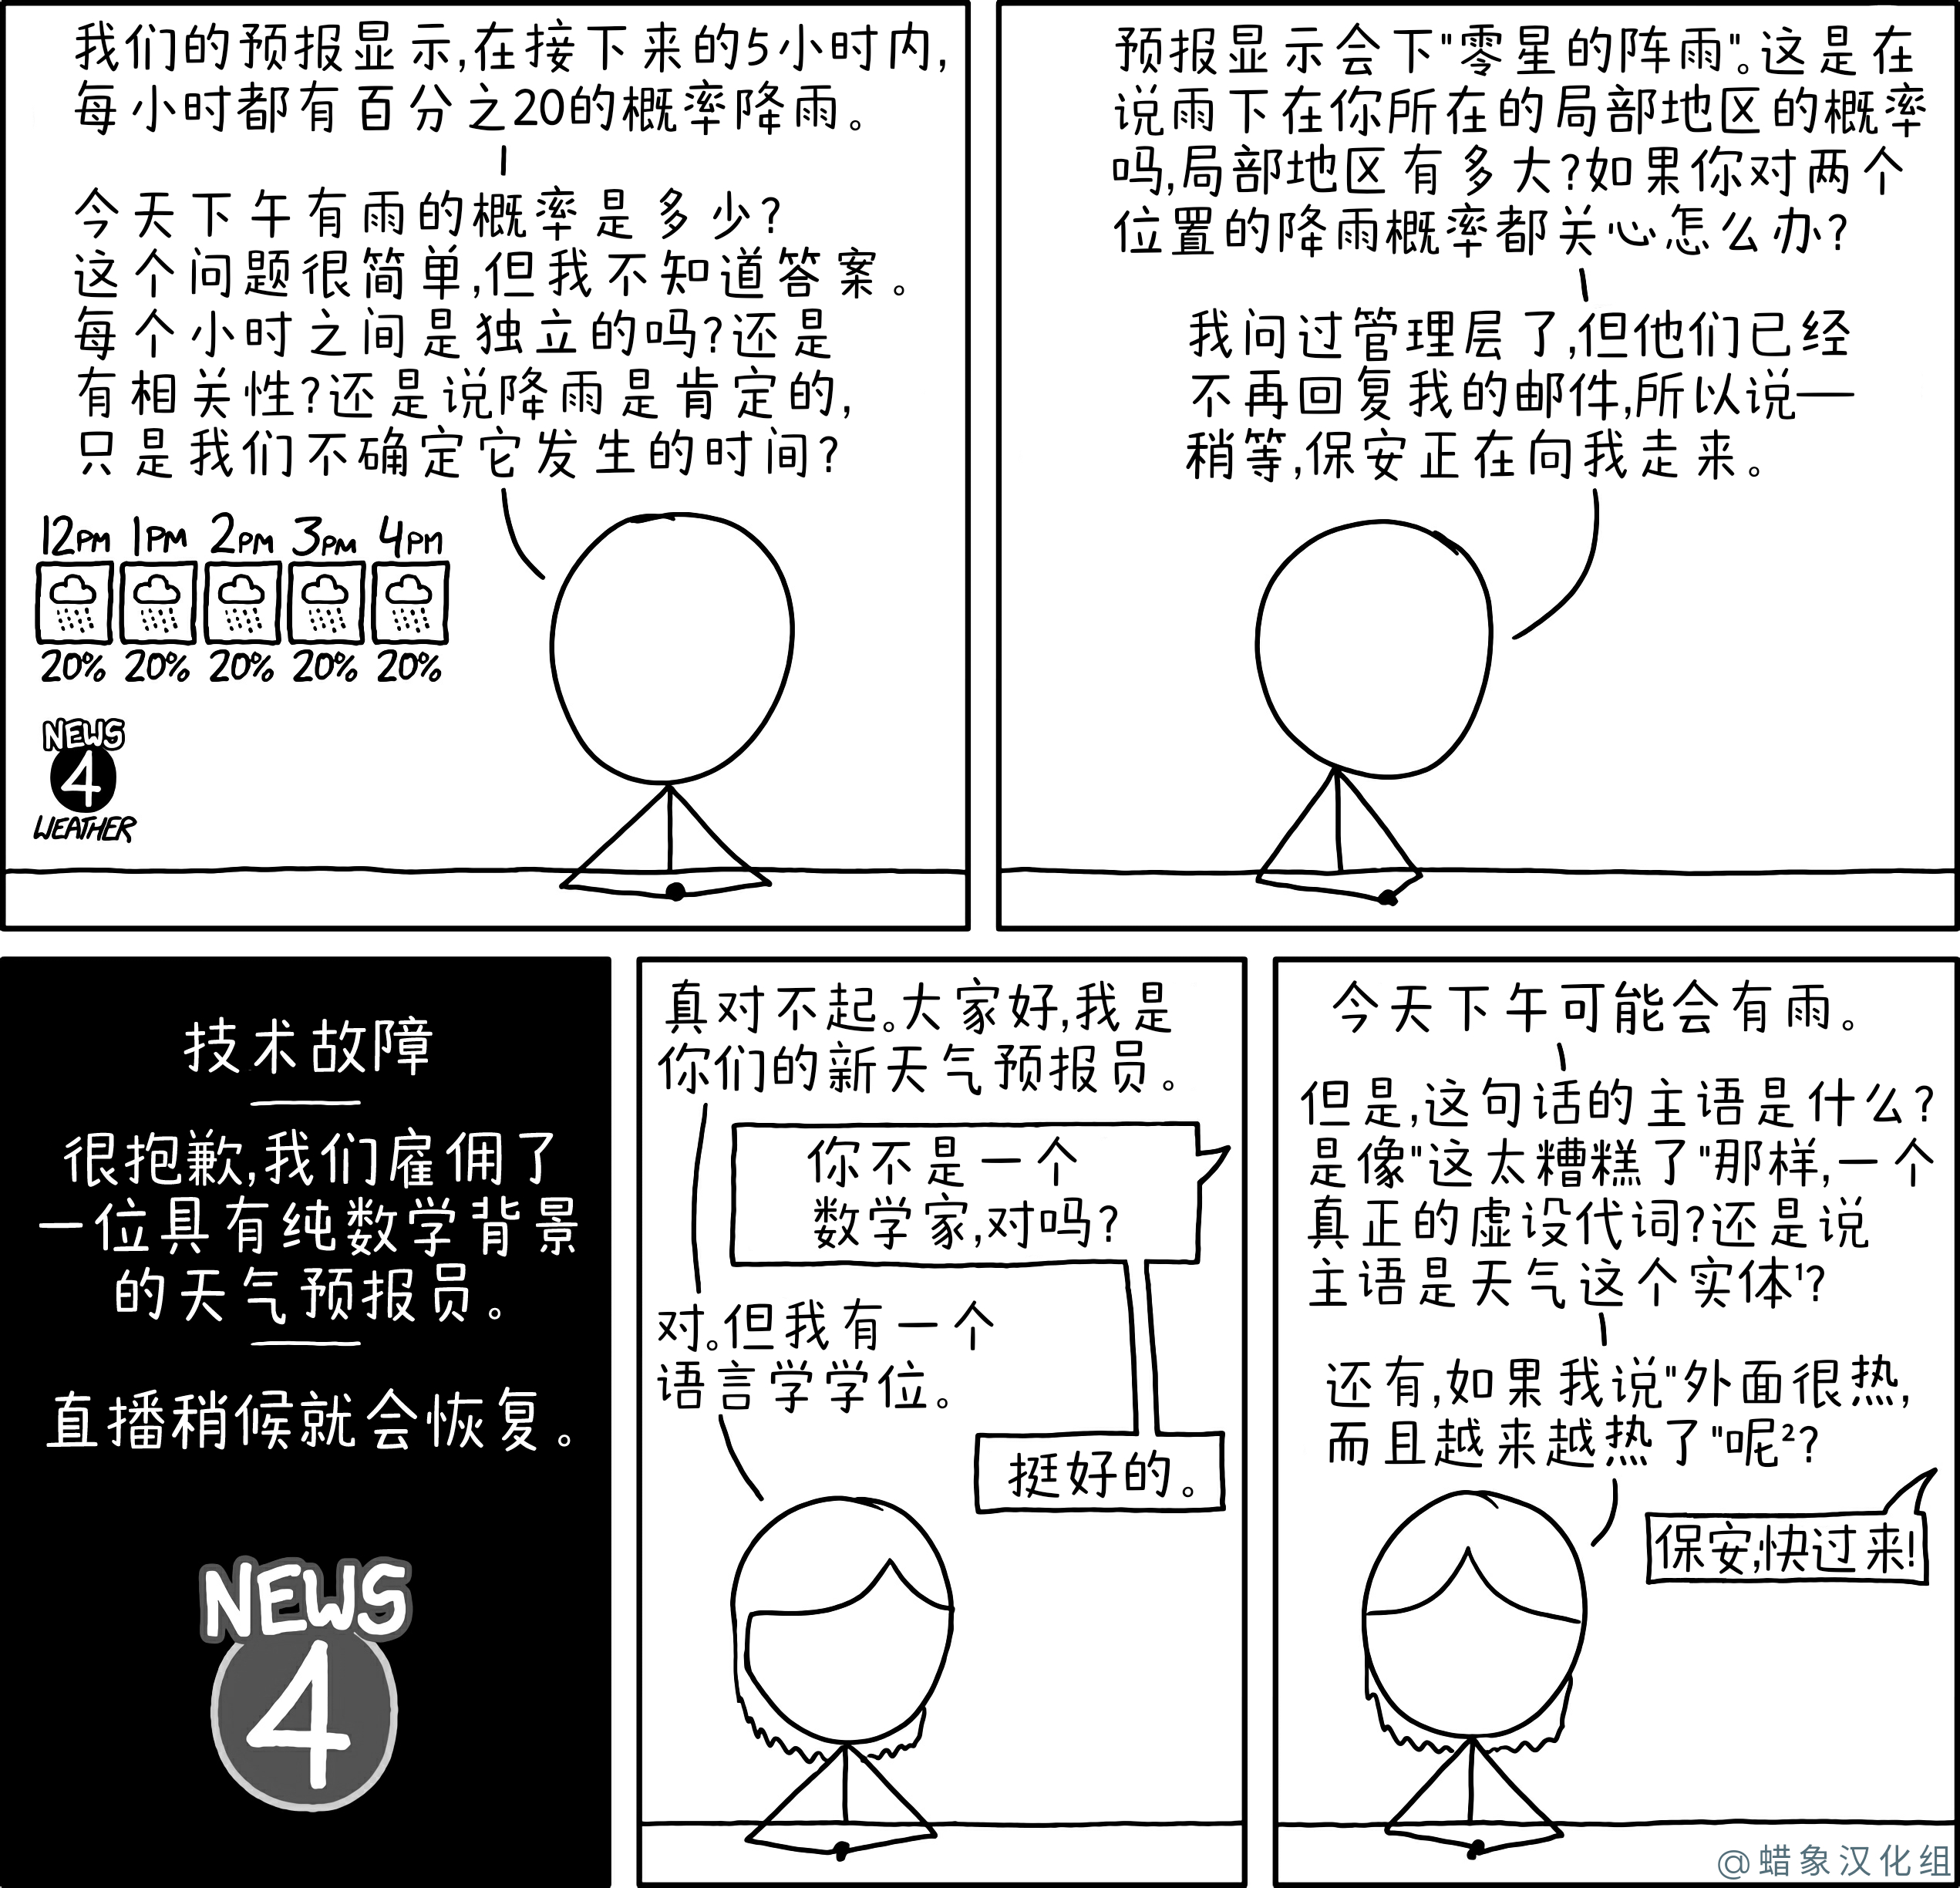 我们的预报显示,在接下来的5小时内,
每小时都有百分之20的概率降雨。
今天下午有雨的概率是多少?
这个问题很简单,但我不知道答案。
每个小时之间是独立的吗?还是
有相关性?还是说降雨是肯定的,
只是我们不确定它发生的时间?
12PM 1PM 2PM 3PM 4PM
20% 20% 20% 20% 20%
NEWS
4
WEATHER
预报显示会下"零星的阵雨"。这是在
说雨下在你所在的局部地区的概率
吗,局部地区有多大?如果你对两个
位置的降雨概率都关心怎么办?
我问过管理层了,但他们已经
不再回复我的邮件,所以说——
稍等,保安正在向我走来。
技术故障
很抱歉,我们雇佣了
一位具有纯数学背景
的天气预报员。
直播稍候就会恢复。
NEWS
4
真对不起。大家好,我是
你们的新天气预报员。
你不是一个
数学家,对吗?
对。但我有一个
语言学学位。
挺好的。
今天下午可能会有雨。
但是,这句话的主语是什么?
是像"这太糟糕了"那样,一个
真正的虚设代词?还是说
主语是天气这个实体¹?
还有,如果我说"外面很热,
而且越来越热了"呢²?
保安,快过来!
@蜡象汉化组